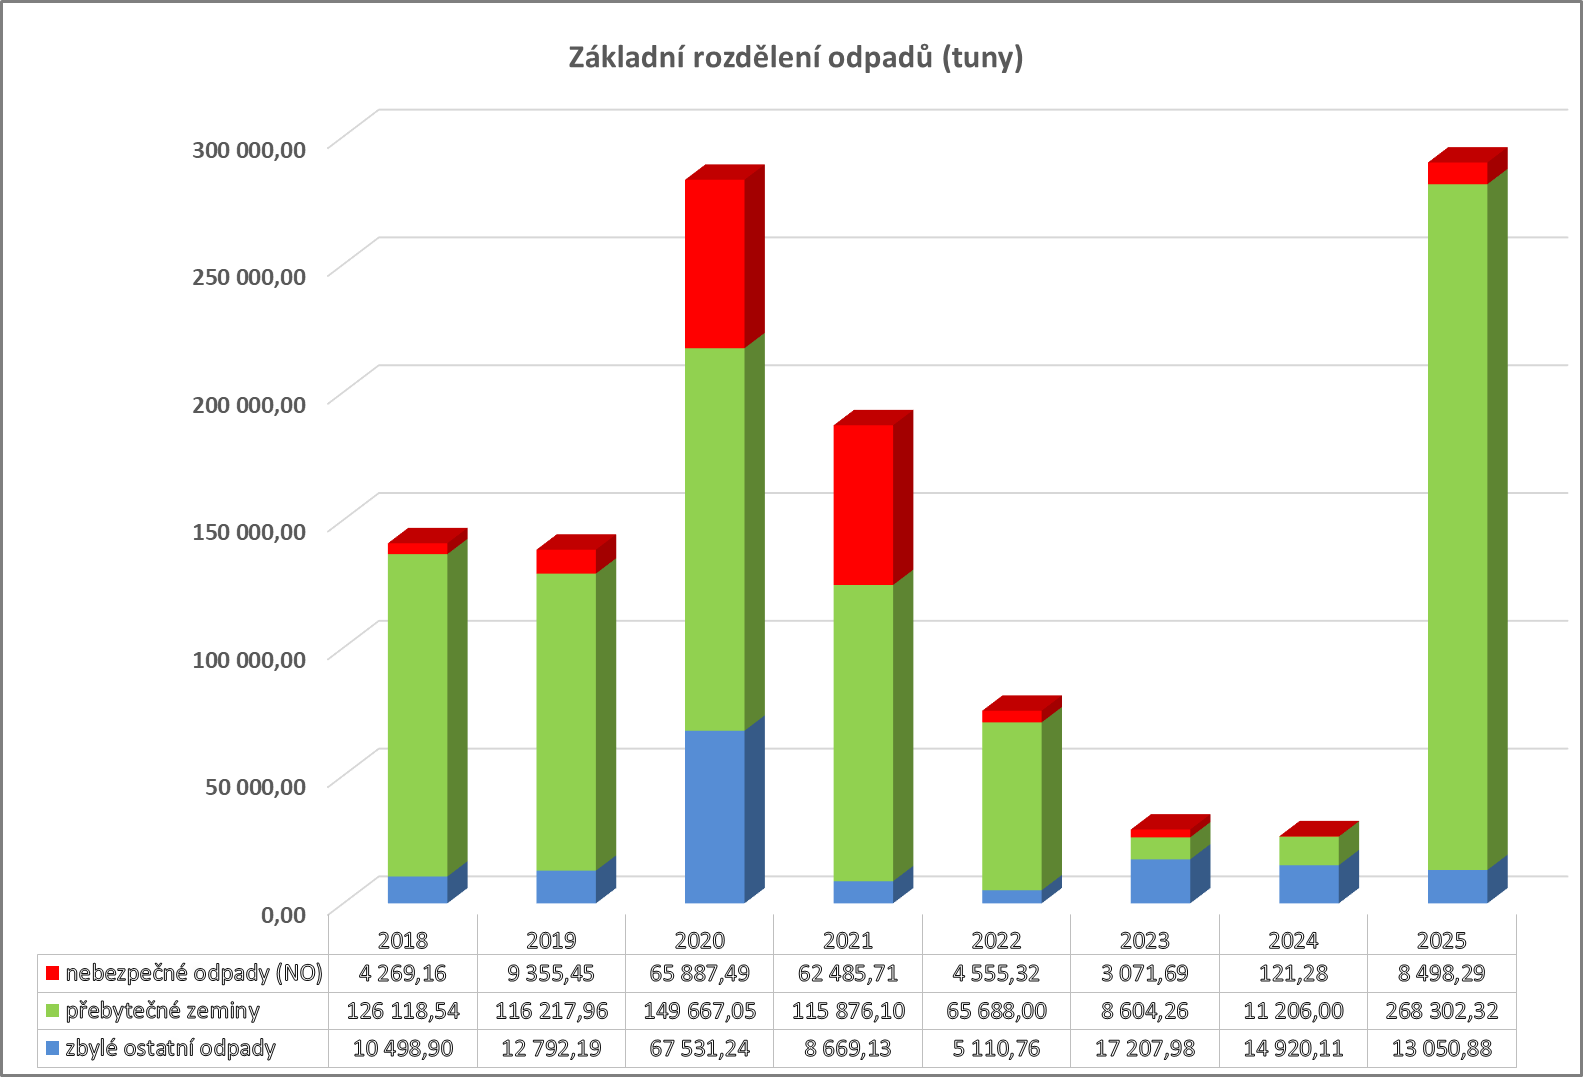 Základní rozdělení odpadů (tuny)
300 000,00
250 000,00
200 000,00
150 000,00
100 000,00
50 000,00
0,00
2018 2019 2020 2021 2022 2023 2024 2025
nebezpečné odpady (NO) 4 269,16 9 355,45 65 887,49 62 485,71 4 555,32 3 071,69 121,28 8 498,29
přebytečné zeminy 126 118,54 116 217,96 149 667,05 115 876,10 65 688,00 8 604,26 11 206,00 268 302,32
zbylé ostatní odpady 10 498,90 12 792,19 67 531,24 8 669,13 5 110,76 17 207,98 14 920,11 13 050,88